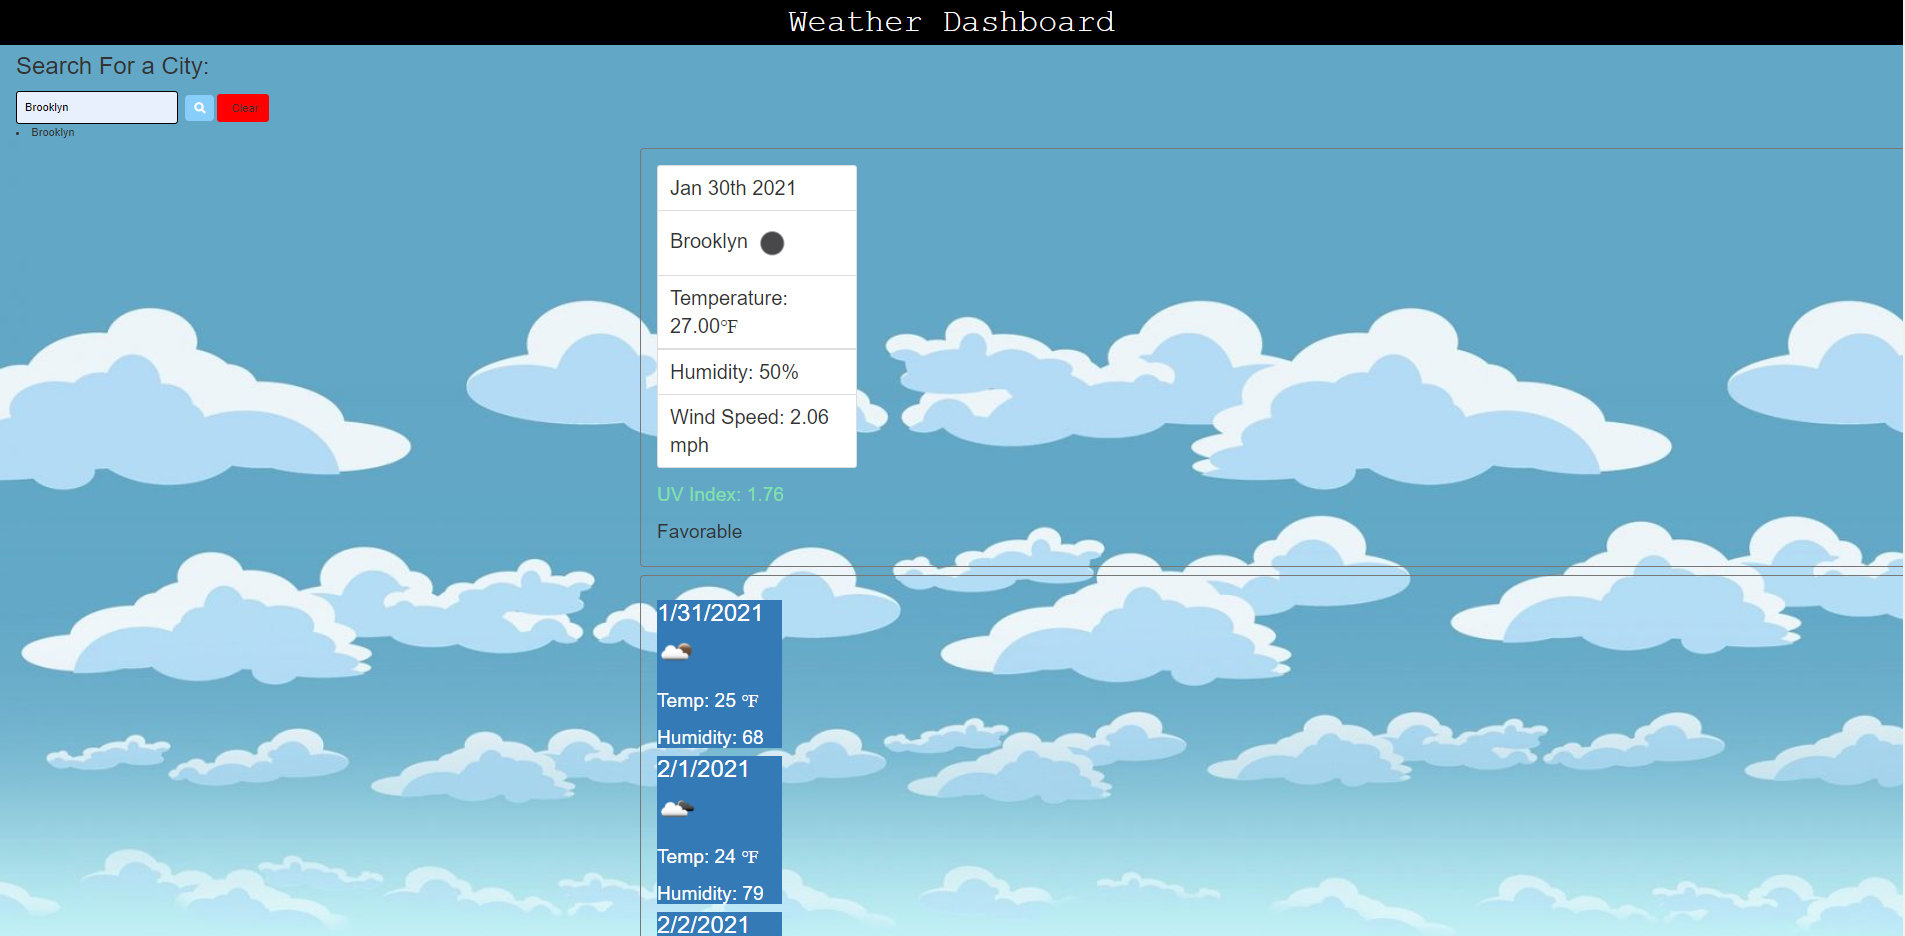 Weather Dashboard
Search For a City:
Brooklyn
Clear
Brooklyn
Jan 30th 2021
Brooklyn
Temperature:
27.00℉
Humidity: 50%
Wind Speed: 2.06
mph
UV Index: 1.76
Favorable
1/31/2021
Temp: 25 ℉
Humidity: 68
2/1/2021
Temp: 24 ℉
Humidity: 79
2/2/2021